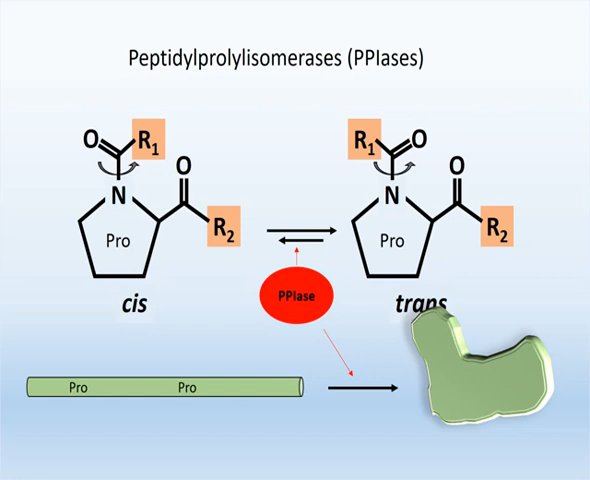 Peptidylprolylisomerases (PPIases)
O R1 R1 O
O O
N N
R2 R2
Pro Pro
PPIase
cis trans
Pro Pro